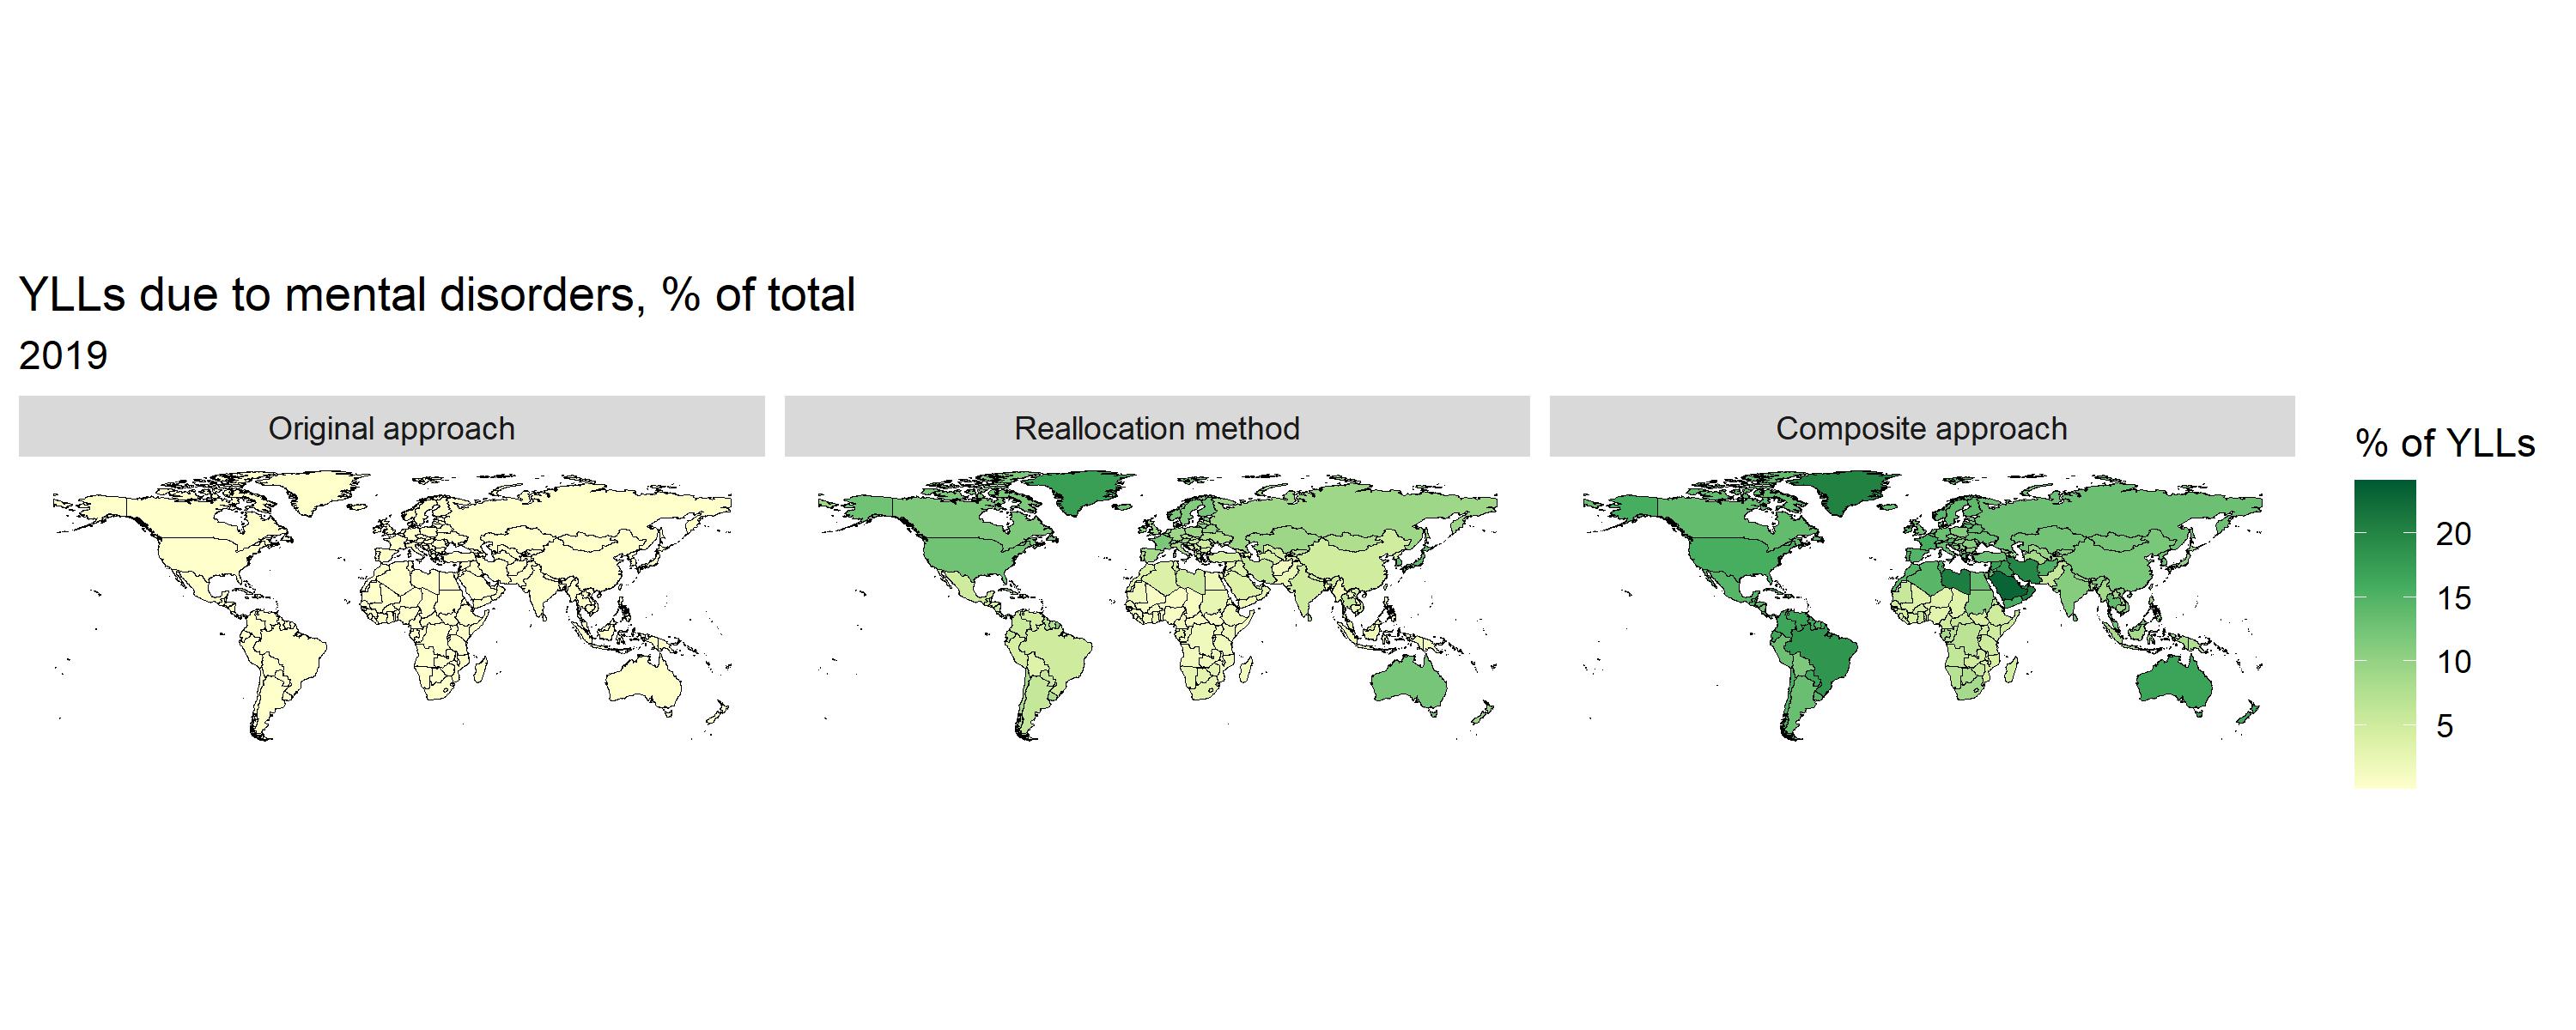 YLLs due to mental disorders, % of total
2019
Original approach
Reallocation method
Composite approach
% of YLLs
20
15
10
5